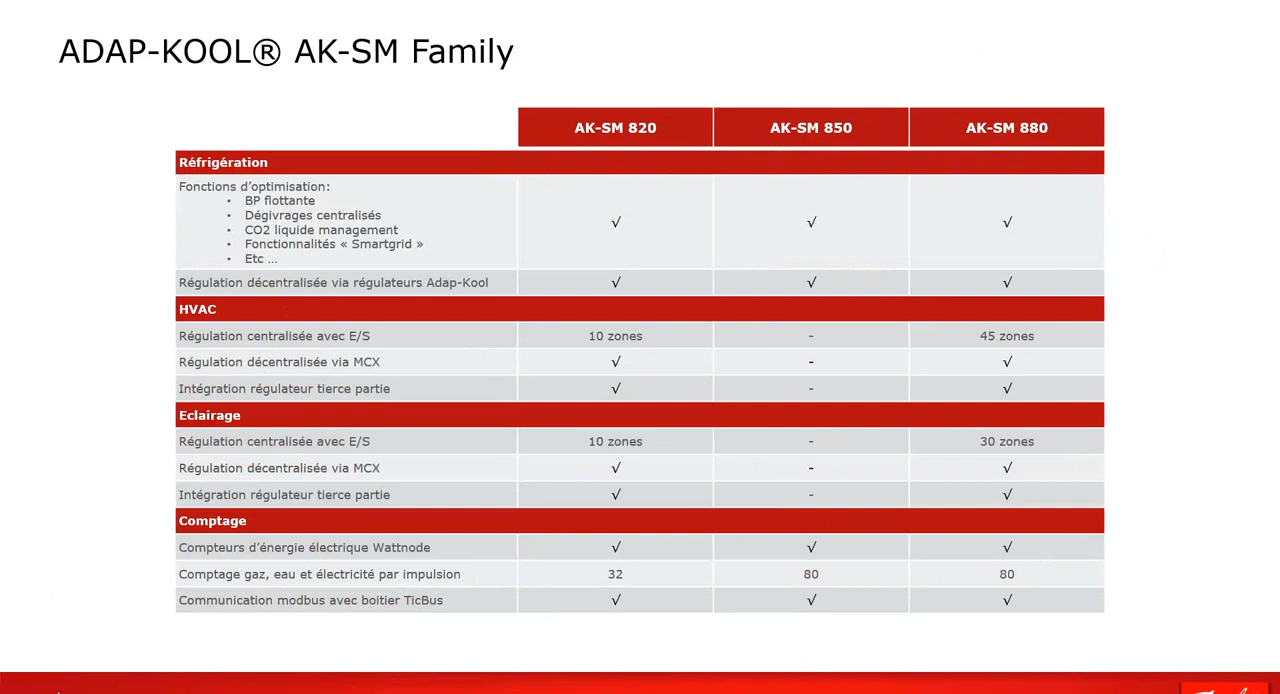 ADAP-KOOL® AK-SM Family
AK-SM 820 AK-SM 850 AK-SM 880
Réfrigération
Fonctions d’optimisation:
• BP flottante
• Dégivrages centralisés
• CO2 liquide management
• Fonctionnalités « Smartgrid »
• Etc …
√ √ √
Régulation décentralisée via régulateurs Adap-Kool √ √ √
HVAC
Régulation centralisée avec E/S 10 zones - 45 zones
Régulation décentralisée via MCX √ - √
Intégration régulateur tierce partie √ - √
Eclairage
Régulation centralisée avec E/S 10 zones - 30 zones
Régulation décentralisée via MCX √ - √
Intégration régulateur tierce partie √ - √
Comptage
Compteurs d’énergie électrique Wattnode √ √ √
Comptage gaz, eau et électricité par impulsion 32 80 80
Communication modbus avec boitier TicBus √ √ √